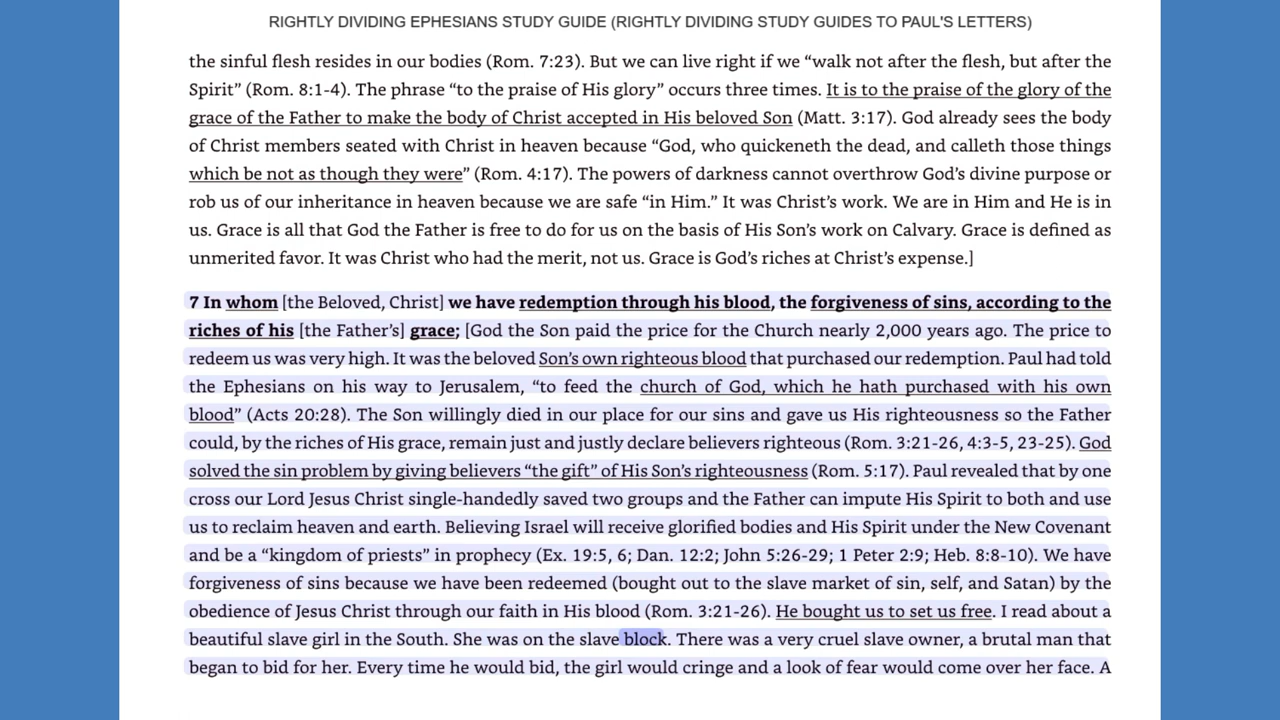 RIGHTLY DIVIDING EPHESIANS STUDY GUIDE (RIGHTLY DIVIDING STUDY GUIDES TO PAUL'S LETTERS)
the sinful flesh resides in our bodies (Rom. 7:23). But we can live right if we “walk not after the flesh, but after the
Spirit” (Rom. 8:1-4). The phrase “to the praise of His glory” occurs three times. It is to the praise of the glory of the
grace of the Father to make the body of Christ accepted in His beloved Son (Matt. 3:17). God already sees the body
of Christ members seated with Christ in heaven because “God, who quickeneth the dead, and calleth those things
which be not as though they were” (Rom. 4:17). The powers of darkness cannot overthrow God’s divine purpose or
rob us of our inheritance in heaven because we are safe “in Him.” It was Christ’s work. We are in Him and He is in
us. Grace is all that God the Father is free to do for us on the basis of His Son’s work on Calvary. Grace is defined as
unmerited favor. It was Christ who had the merit, not us. Grace is God’s riches at Christ’s expense.]
7 In whom [the Beloved, Christ] we have redemption through his blood, the forgiveness of sins, according to the
riches of his [the Father’s] grace; [God the Son paid the price for the Church nearly 2,000 years ago. The price to
redeem us was very high. It was the beloved Son’s own righteous blood that purchased our redemption. Paul had told
the Ephesians on his way to Jerusalem, “to feed the church of God, which he hath purchased with his own
blood” (Acts 20:28). The Son willingly died in our place for our sins and gave us His righteousness so the Father
could, by the riches of His grace, remain just and justly declare believers righteous (Rom. 3:21-26, 4:3-5, 23-25). God
solved the sin problem by giving believers “the gift” of His Son’s righteousness (Rom. 5:17). Paul revealed that by one
cross our Lord Jesus Christ single-handedly saved two groups and the Father can impute His Spirit to both and use
us to reclaim heaven and earth. Believing Israel will receive glorified bodies and His Spirit under the New Covenant
and be a “kingdom of priests” in prophecy (Ex. 19:5, 6; Dan. 12:2; John 5:26-29; 1 Peter 2:9; Heb. 8:8-10). We have
forgiveness of sins because we have been redeemed (bought out to the slave market of sin, self, and Satan) by the
obedience of Jesus Christ through our faith in His blood (Rom. 3:21-26). He bought us to set us free. I read about a
beautiful slave girl in the South. She was on the slave block. There was a very cruel slave owner, a brutal man that
began to bid for her. Every time he would bid, the girl would cringe and a look of fear would come over her face. A